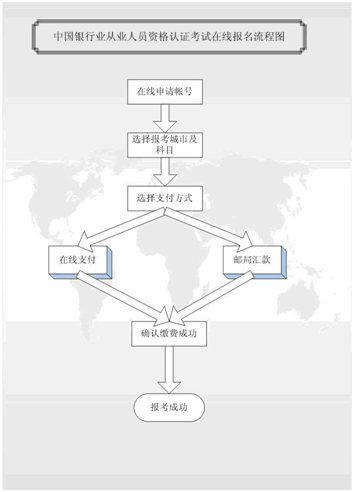 中国银行业从业人员资格认证考试在线报名流程图
在线申请帐号
选择报考城市及
科目
选择支付方式
在线支付
邮局汇款
确认缴费成功
报考成功